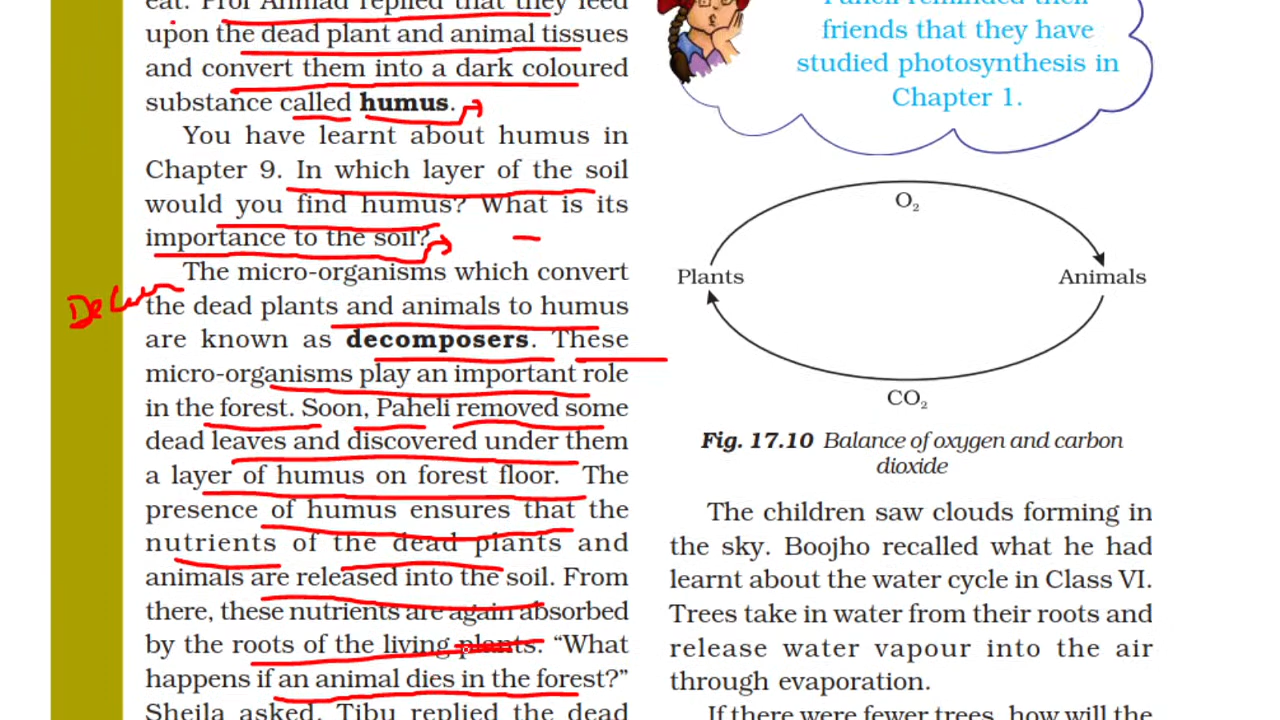 eat. Prof Ahmad replied that they feed
upon the dead plant and animal tissues
and convert them into a dark coloured
substance called humus.
You have learnt about humus in
Chapter 9. In which layer of the soil
would you find humus? What is its
importance to the soil?
The micro-organisms which convert
the dead plants and animals to humus
are known as decomposers. These
micro-organisms play an important role
in the forest. Soon, Paheli removed some
dead leaves and discovered under them
a layer of humus on forest floor. The
presence of humus ensures that the
nutrients of the dead plants and
animals are released into the soil. From
there, these nutrients are again absorbed
by the roots of the living plants. “What
happens if an animal dies in the forest?”
Sheila asked. Tibu replied the dead
Paheli reminded their
friends that they have
studied photosynthesis in
Chapter 1.
O₂
Plants
Animals
CO₂
Fig. 17.10 Balance of oxygen and carbon
dioxide
The children saw clouds forming in
the sky. Boojho recalled what he had
learnt about the water cycle in Class VI.
Trees take in water from their roots and
release water vapour into the air
through evaporation.
If there were fewer trees, how will the